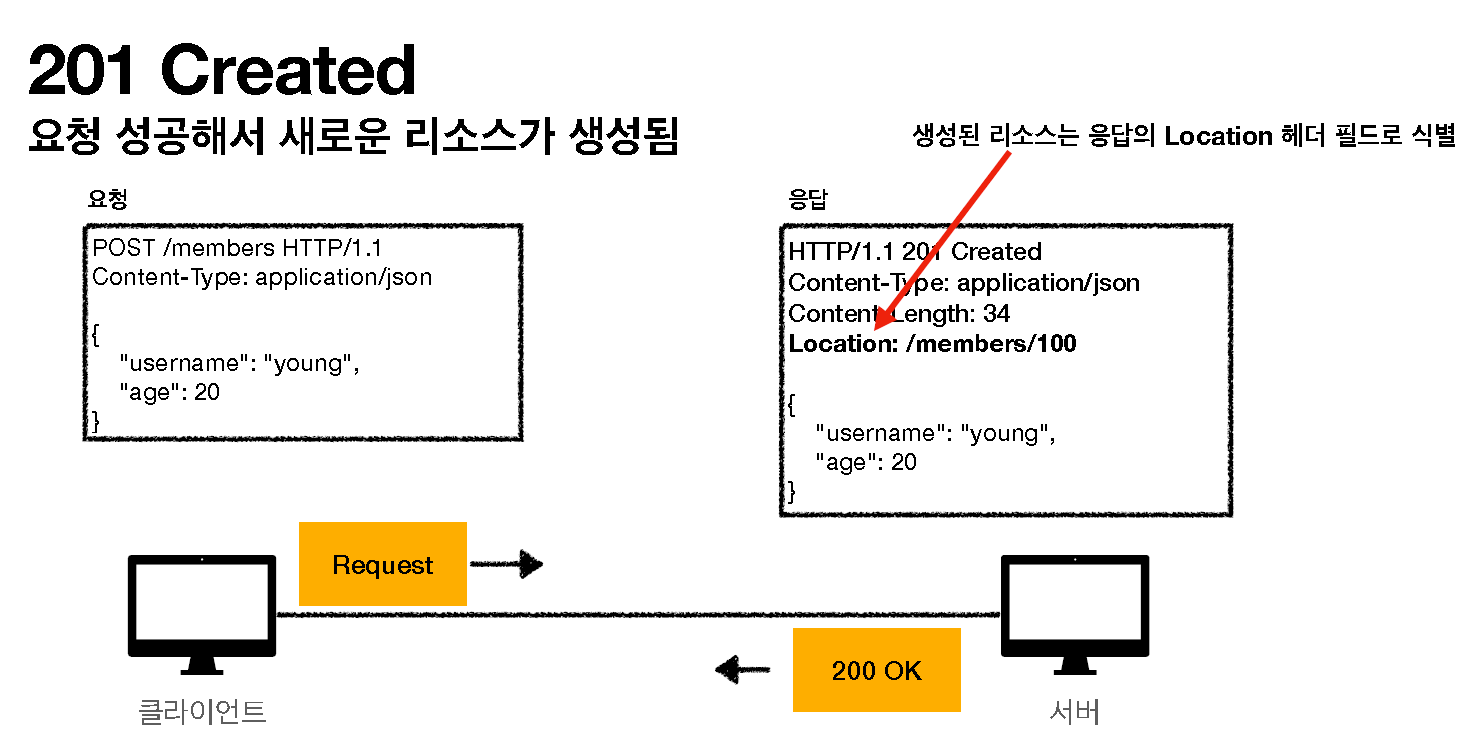 201 Created
요청 성공해서 새로운 리소스가 생성됨
생성된 리소스는 응답의 Location 헤더 필드로 식별
요청
POST /members HTTP/1.1
Content-Type: application/json
{
"username": "young",
"age": 20
}
응답
HTTP/1.1 201 Created
Content-Type: application/json
Content-Length: 34
Location: /members/100
{
"username": "young",
"age": 20
}
Request
200 OK
클라이언트
서버